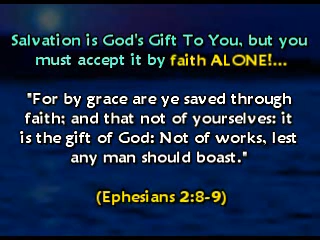 Salvation is God's Gift To You, but you
must accept it by faith ALONE!...
"For by grace are ye saved through
faith; and that not of yourselves: it
is the gift of God: Not of works, lest
any man should boast."
(Ephesians 2:8-9)